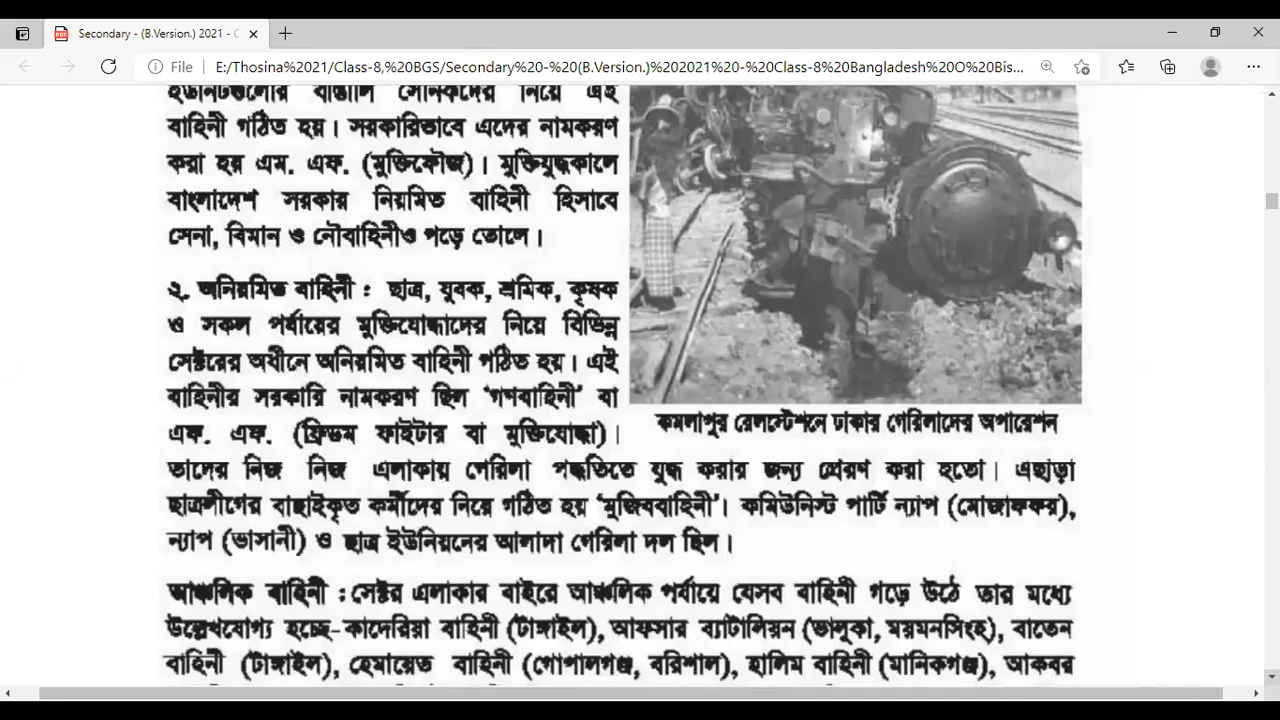 Secondary - (B.Version.) 2021 - C
File E:/Thosina%2021/Class-8,%20BGS/Secondary%20-%20(B.Version.)%202021%20-%20Class-8%20Bangladesh%20O%20Bis...
ইউনিটগুলোর বাঙালি সৈনিকদের নিয়ে এই
বাহিনী গঠিত হয়। সরকারিভাবে এদের নামকরণ
করা হয় এম. এফ. (মুক্তিফৌজ)। মুক্তিযুদ্ধকালে
বাংলাদেশ সরকার নিয়মিত বাহিনী হিসাবে
সেনা, বিমান ও নৌবাহিনীও গড়ে তোলে।
২. অনিয়মিত বাহিনী : ছাত্র, যুবক, শ্রমিক, কৃষক
ও সকল পর্যায়ের মুক্তিযোদ্ধাদের নিয়ে বিভিন্ন
সেক্টরের অধীনে অনিয়মিত বাহিনী গঠিত হয়। এই
বাহিনীর সরকারি নামকরণ ছিল ‘গণবাহিনী’ বা
এফ. এফ. (ফ্রিডম ফাইটার বা মুক্তিযোদ্ধা)।
কমলাপুর রেলস্টেশনে ঢাকার গেরিলাদের অপারেশন
তাদের নিজ নিজ এলাকায় গেরিলা পদ্ধতিতে যুদ্ধ করার জন্য প্রেরণ করা হতো। এছাড়া
ছাত্রলীগের বাছাইকৃত কর্মীদের নিয়ে গঠিত হয় ‘মুজিববাহিনী’। কমিউনিস্ট পার্টি ন্যাপ (মোজাফফর),
ন্যাপ (ভাসানী) ও ছাত্র ইউনিয়নের আলাদা গেরিলা দল ছিল।
আঞ্চলিক বাহিনী : সেক্টর এলাকার বাইরে আঞ্চলিক পর্যায়ে যেসব বাহিনী গড়ে উঠে তার মধ্যে
উল্লেখযোগ্য হচ্ছে-কাদেরিয়া বাহিনী (টাঙ্গাইল), আফসার ব্যাটালিয়ন (ভালুকা, ময়মনসিংহ), বাতেন
বাহিনী (টাঙ্গাইল), হেমায়েত বাহিনী (গোপালগঞ্জ, বরিশাল), হালিম বাহিনী (মানিকগঞ্জ), আকবর